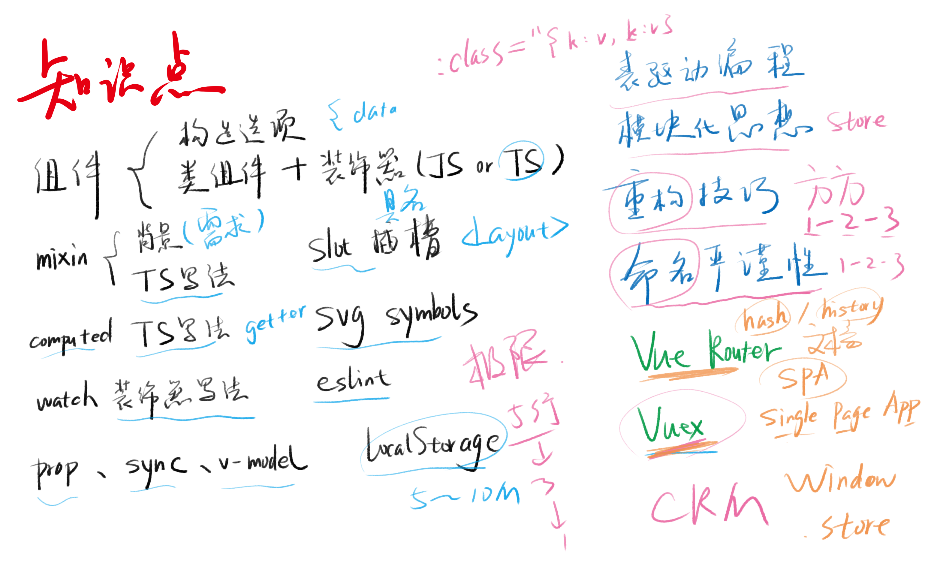 知识点
:class="{k:v, k:v}
组件 { 构造选项 {data
类组件 + 装饰器(JS or TS)
mixin { 背景(需求)
TS写法
具名
slot 插槽 <Layout>
computed TS写法 getter
svg symbols
watch 装饰器写法
eslint
prop、sync、v-model
localStorage
5~10M
极限
5行
↓
3
↓
1
表驱动编程
模块化思想 store
重构技巧 方方
1-2-3
命名严谨性 1-2-3
hash / history
Vue Router
SPA
Vuex
Single Page App
CRM
Window
.store